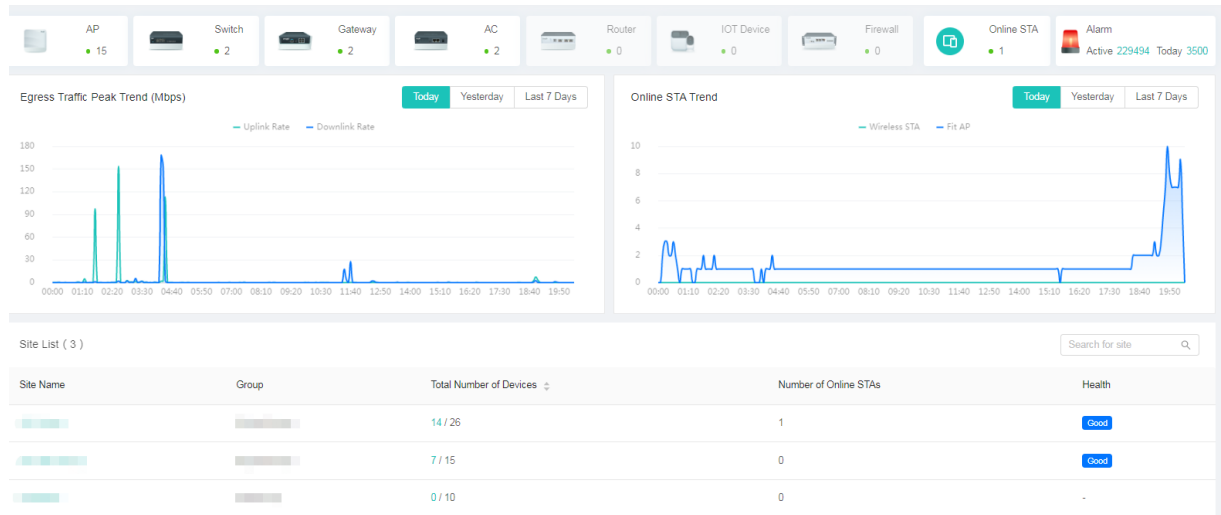 AP
15
Switch
2
Gateway
2
AC
2
Router
0
IOT Device
0
Firewall
0
Online STA
1
Alarm
Active 229494 Today 3500
Egress Traffic Peak Trend (Mbps)
Today Yesterday Last 7 Days
Uplink Rate Downlink Rate
180
150
120
90
60
30
0
00:00 01:10 02:20 03:30 04:40 05:50 07:00 08:10 09:20 10:30 11:40 12:50 14:00 15:10 16:20 17:30 18:40 19:50
Online STA Trend
Today Yesterday Last 7 Days
Wireless STA Fit AP
10
8
6
4
2
0
00:00 01:10 02:20 03:30 04:40 05:50 07:00 08:10 09:20 10:30 11:40 12:50 14:00 15:10 16:20 17:30 18:40 19:50
Site List ( 3 )
Search for site
Site Name Group Total Number of Devices Number of Online STAs Health
14 / 26 1 Good
7 / 15 0 Good
0 / 10 0 -